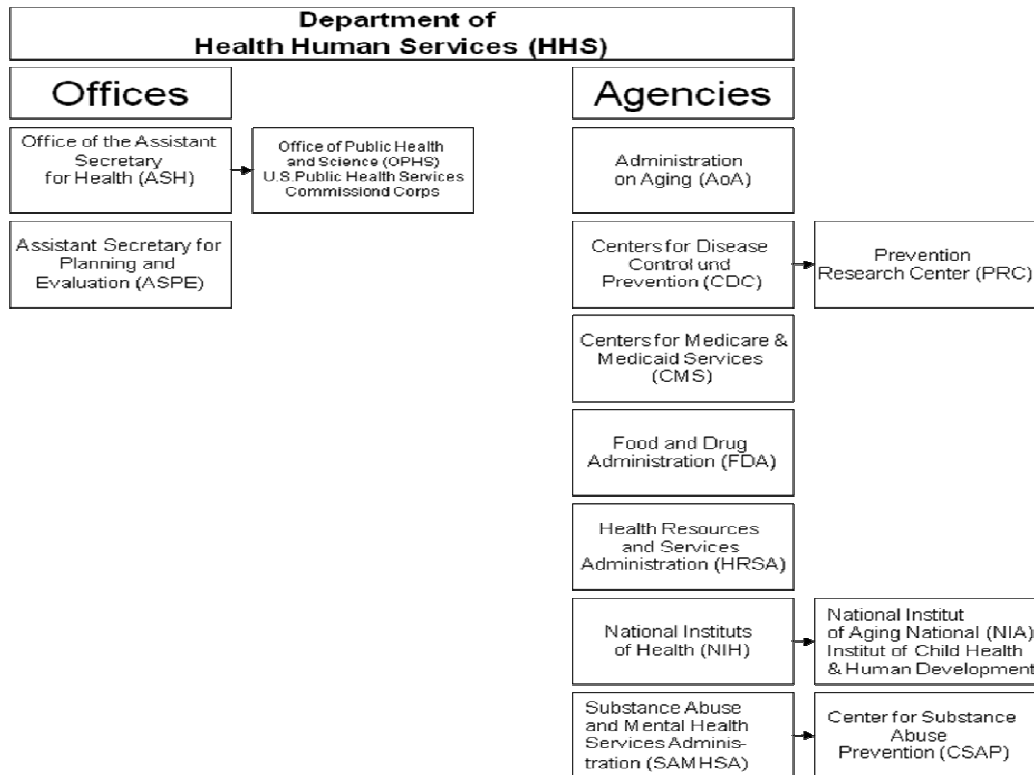 Department of
Health Human Services (HHS)
Offices
Agencies
Office of the Assistant
Secretary
for Health (ASH)
Office of Public Health
and Science (OPHS)
U.S.Public Health Services
Commissiond Corps
Administration
on Aging (AoA)
Assistant Secretary for
Planning and
Evaluation (ASPE)
Centers for Disease
Control und
Prevention (CDC)
Prevention
Research Center (PRC)
Centers for Medicare &
Medicaid Services
(CMS)
Food and Drug
Administration (FDA)
Health Resources
and Services
Administration (HRSA)
National Instituts
of Health (NIH)
National Institut
of Aging National (NIA)
Institut of Child Health
& Human Development
Substance Abuse
and Mental Health
Services Adminis-
tration (SAMHSA)
Center for Substance
Abuse
Prevention (CSAP)